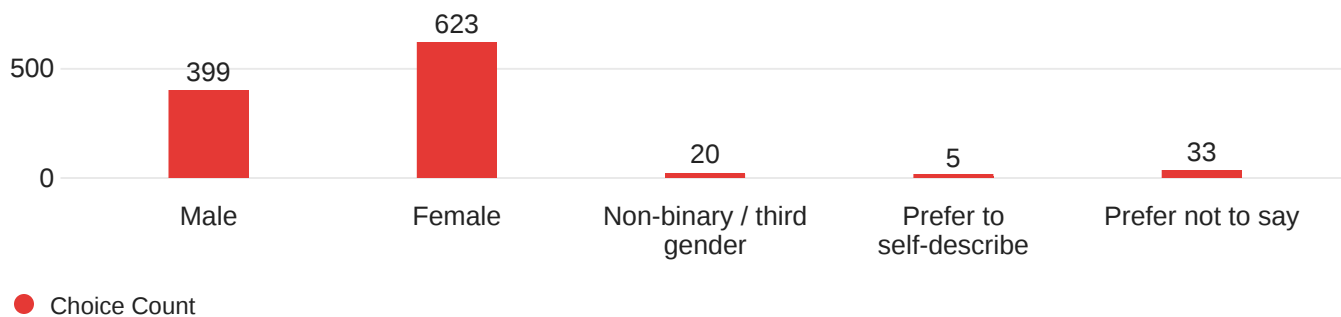 623
500
399
20
5
33
0
Male
Female
Non-binary / third
gender
Prefer to
self-describe
Prefer not to say
Choice Count